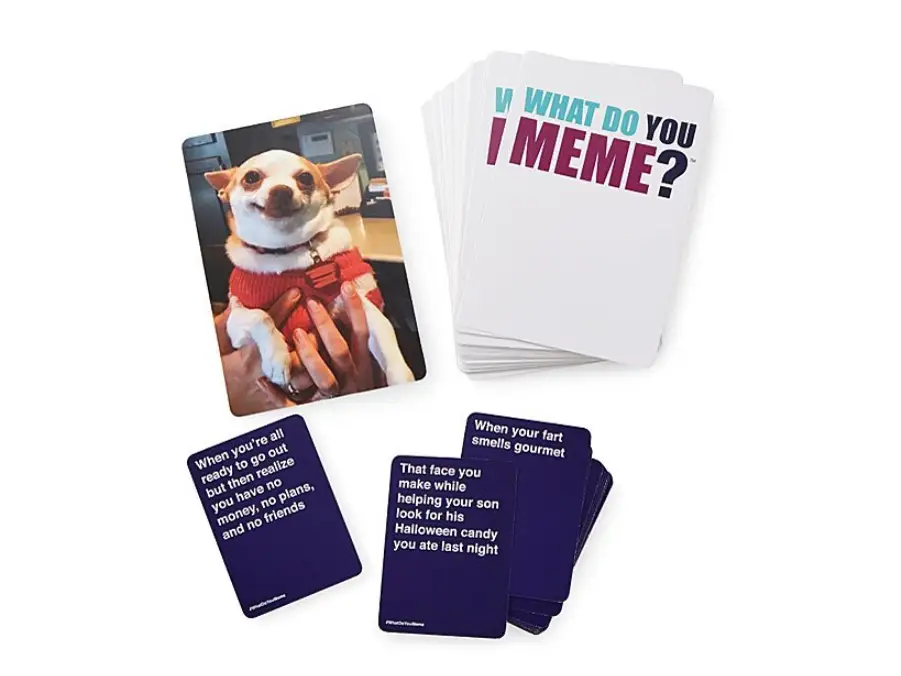 WHAT DO YOU
MEME?™
W
M
When you're all
ready to go out
but then realize
you have no
money, no plans,
and no friends
#WhatDoYouMeme
That face you
make while
helping your son
look for his
Halloween candy
you ate last night
#WhatDoYouMeme
When your fart
smells gourmet